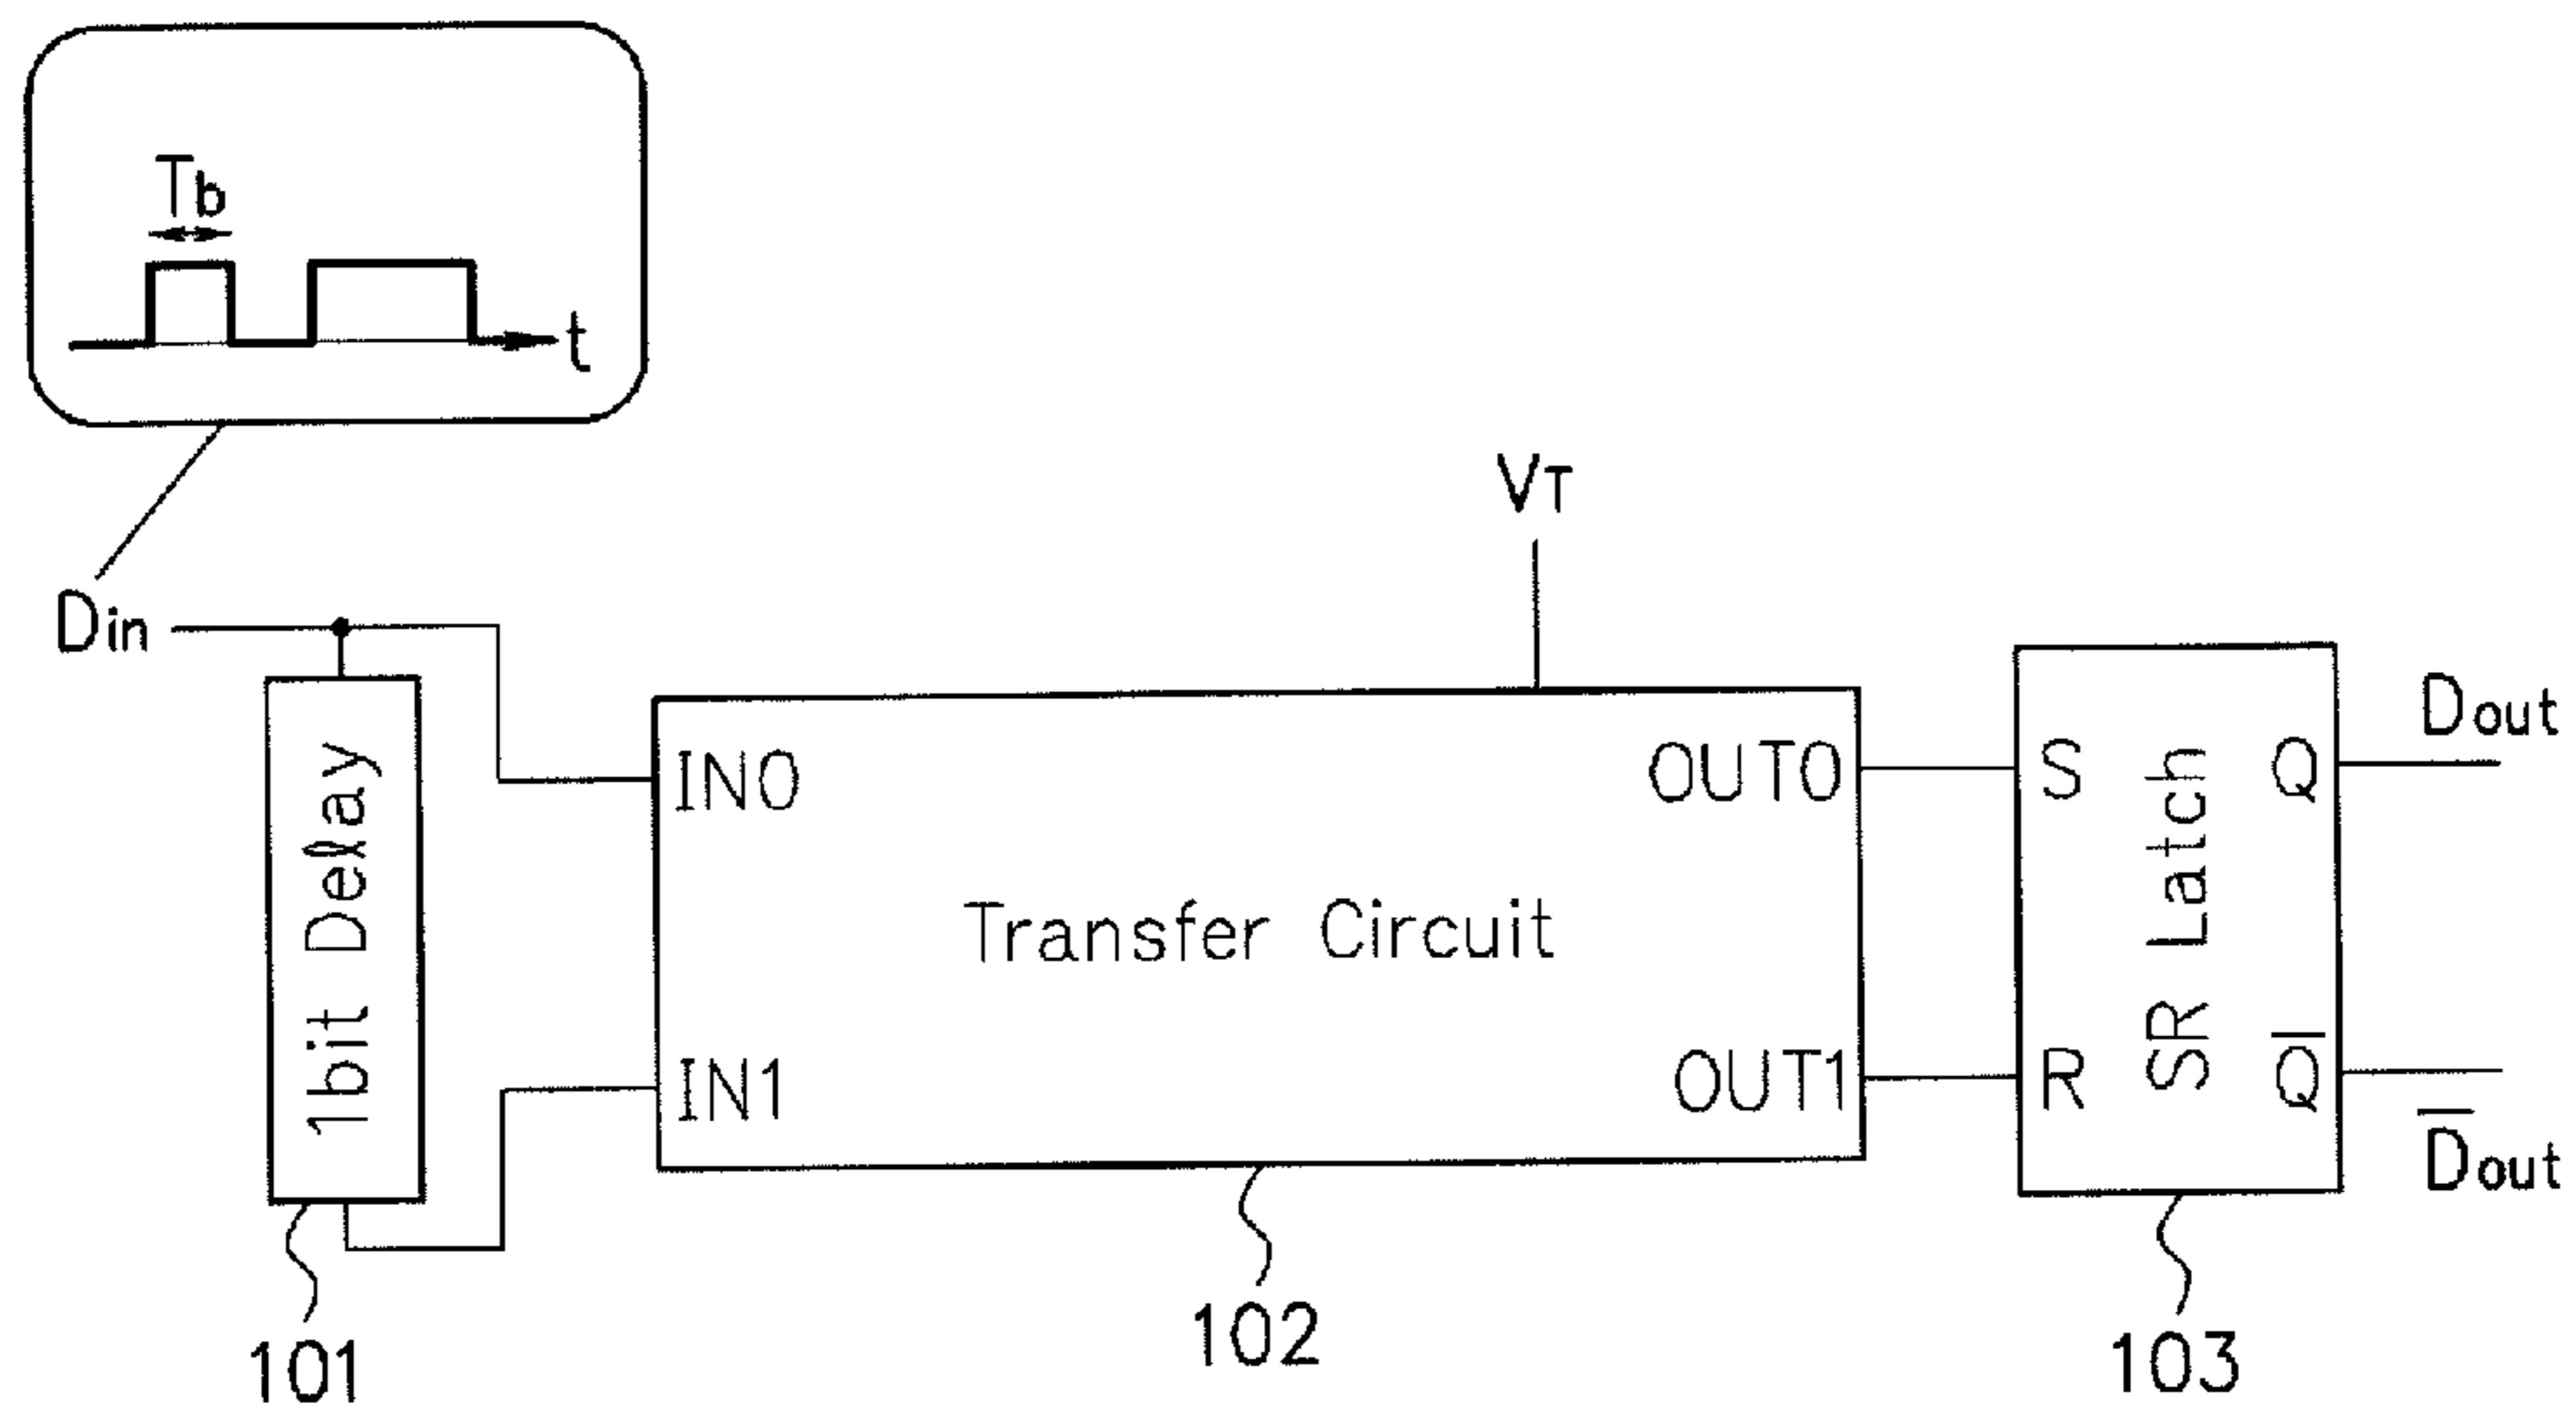 Tb
t
VT
Din
1bit Delay
IN0
IN1
Transfer Circuit
OUT0
OUT1
S
R
SR Latch
Q
Q̅
Dout
D̅out
101
102
103